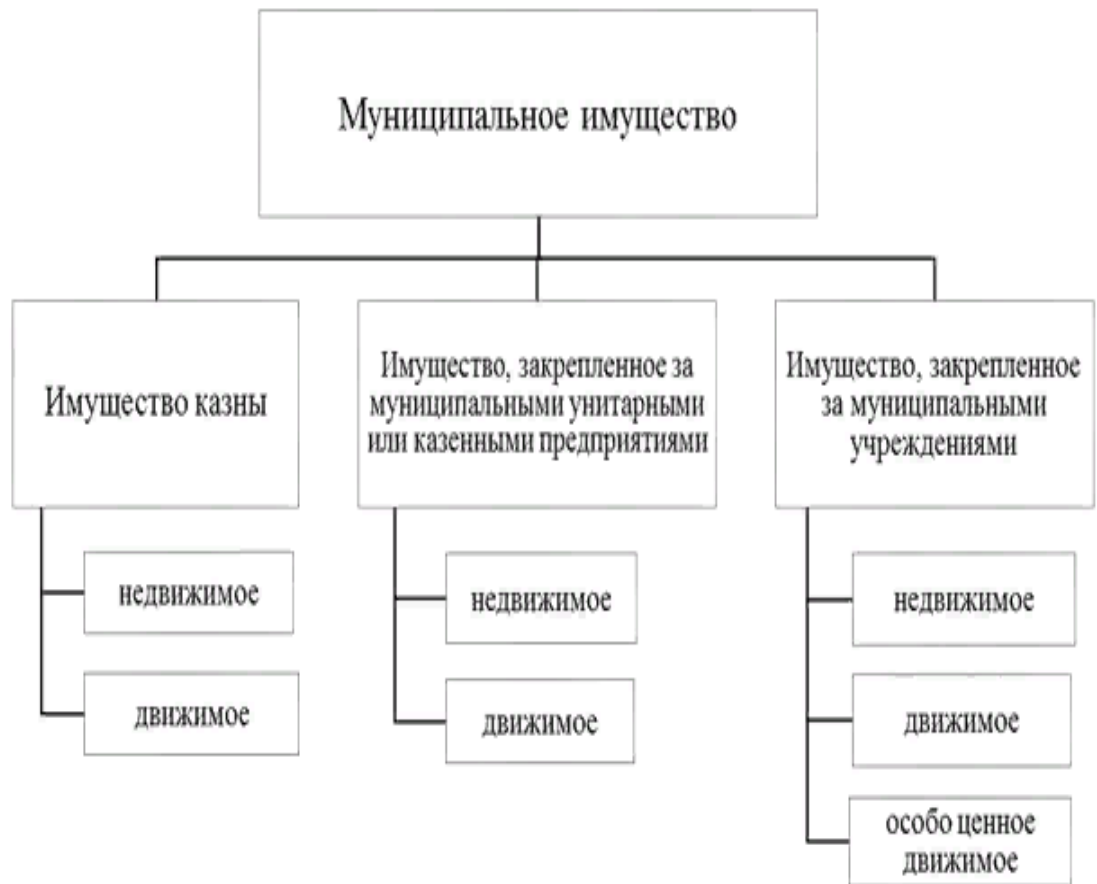 Муниципальное имущество
Имущество казны
Имущество, закрепленное за
муниципальными унитарными
или казенными предприятиями
Имущество, закрепленное
за муниципальными
учреждениями
недвижимое
движимое
недвижимое
движимое
недвижимое
движимое
особо ценное
движимое